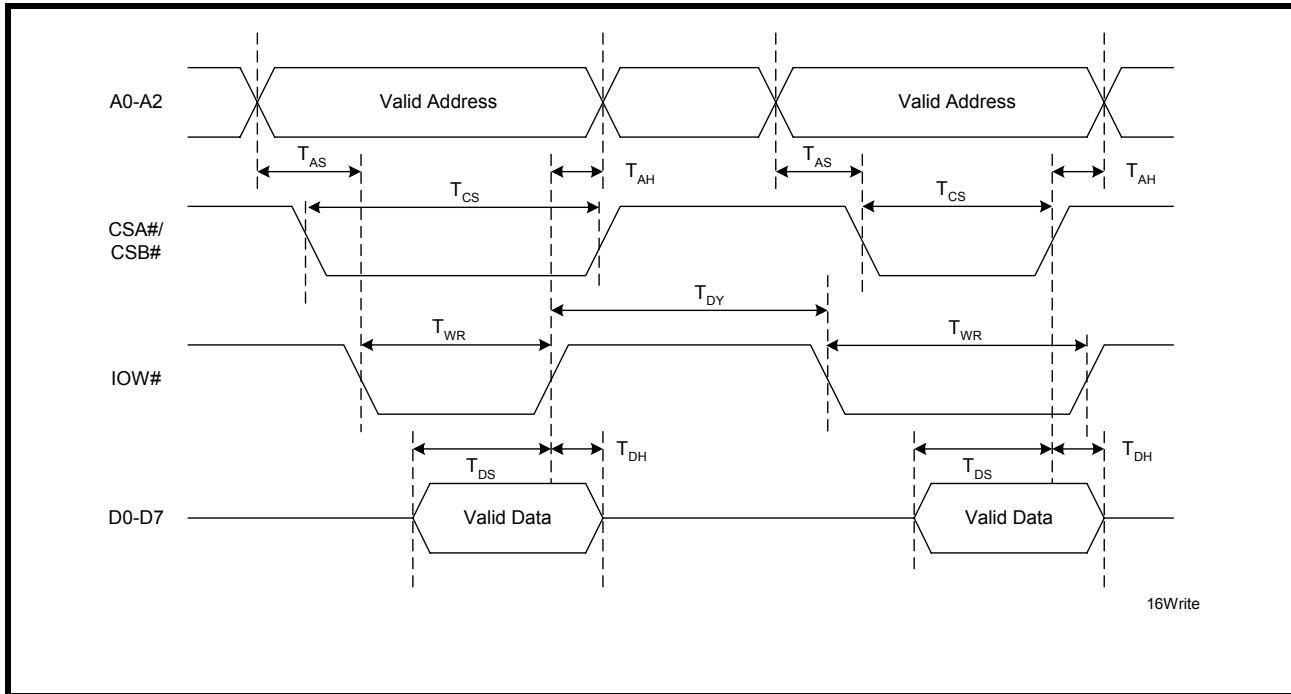 A0-A2
Valid Address
Valid Address
TAS
TAH
TAS
TAH
TCS
TCS
CSA#/
CSB#
TDY
TWR
TWR
IOW#
TDS
TDH
TDS
TDH
D0-D7
Valid Data
Valid Data
16Write